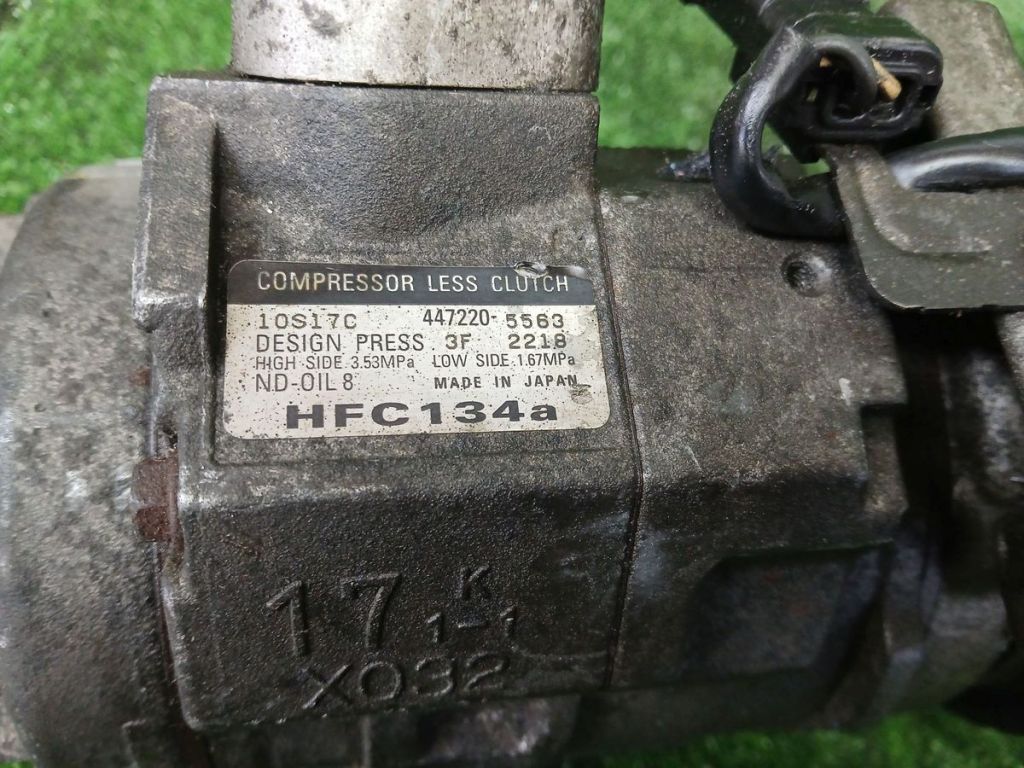 COMPRESSOR LESS CLUTCH
10S17C 447220-5563
DESIGN PRESS 3F 2218
HIGH SIDE 3.53MPa LOW SIDE 1.67MPa
ND-OIL 8 MADE IN JAPAN
HFC134a
17 K
1-1
X032